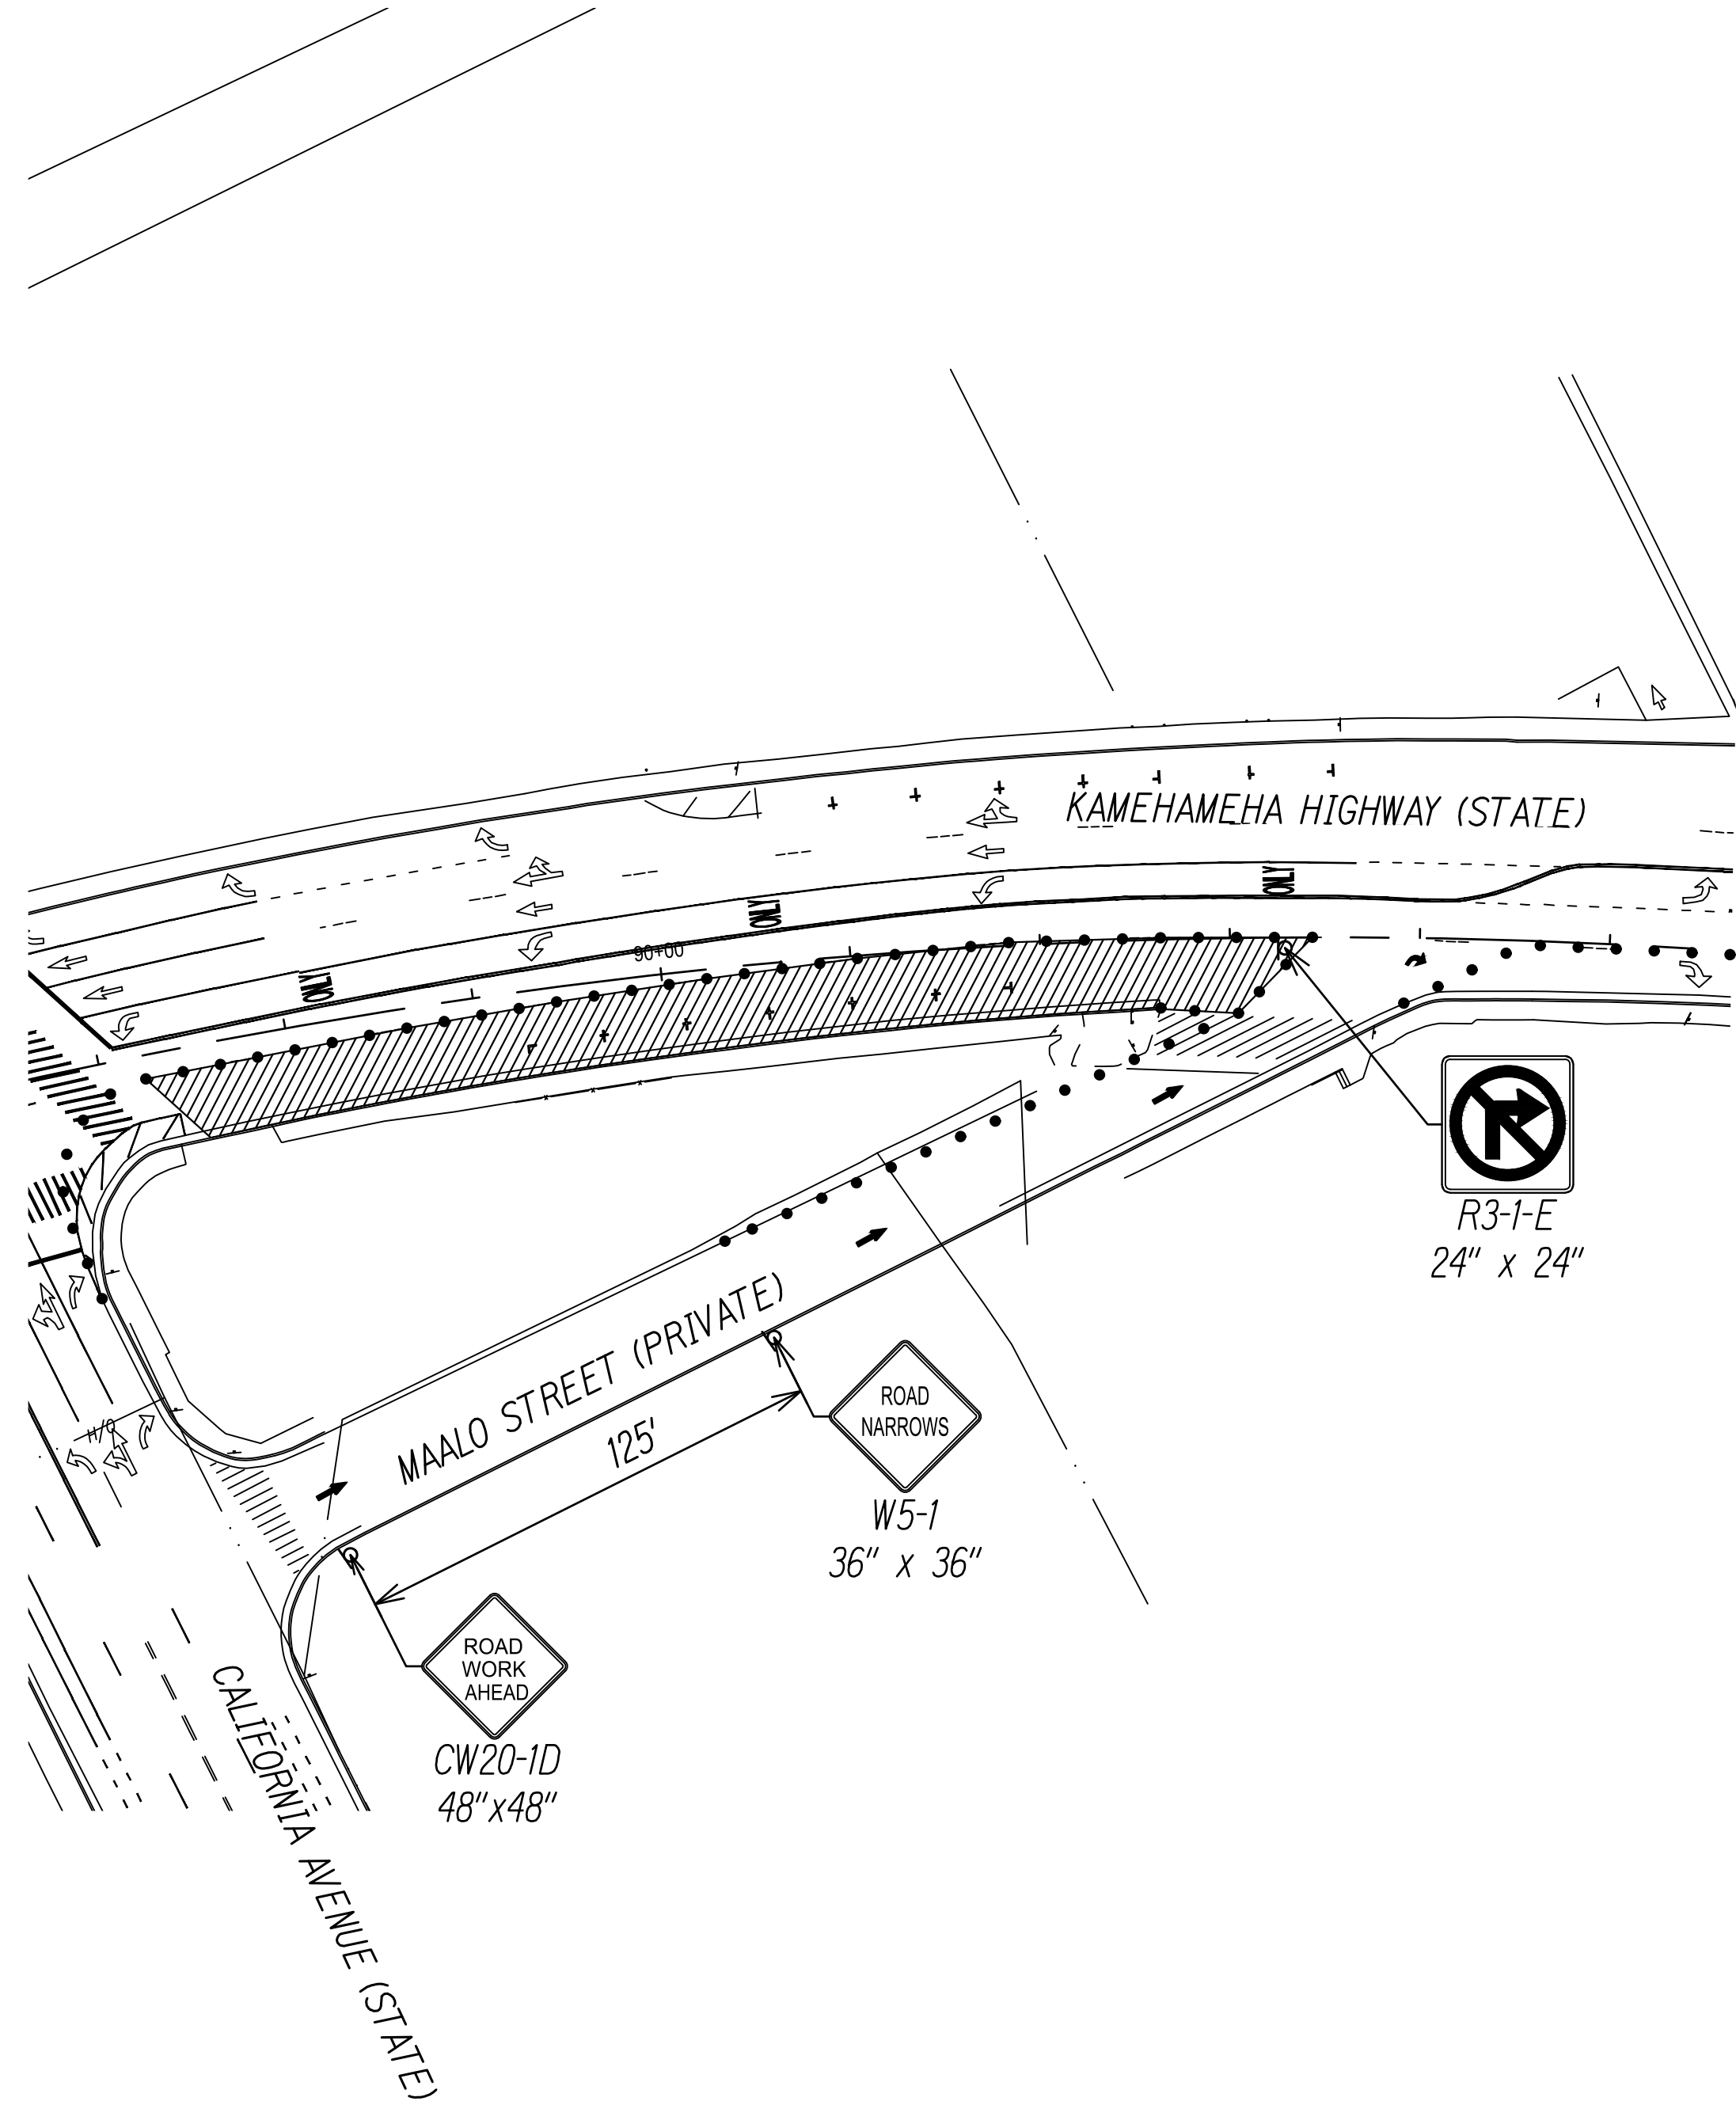 KAMEHAMEHA HIGHWAY (STATE)
ONLY
ONLY
90+00
ONLY
R3-1-E
24" x 24"
MAALO STREET (PRIVATE)
125'
ROAD
NARROWS
W5-1
36" x 36"
H/O
ROAD
WORK
AHEAD
CW20-1D
48"x48"
CALIFORNIA AVENUE (STATE)